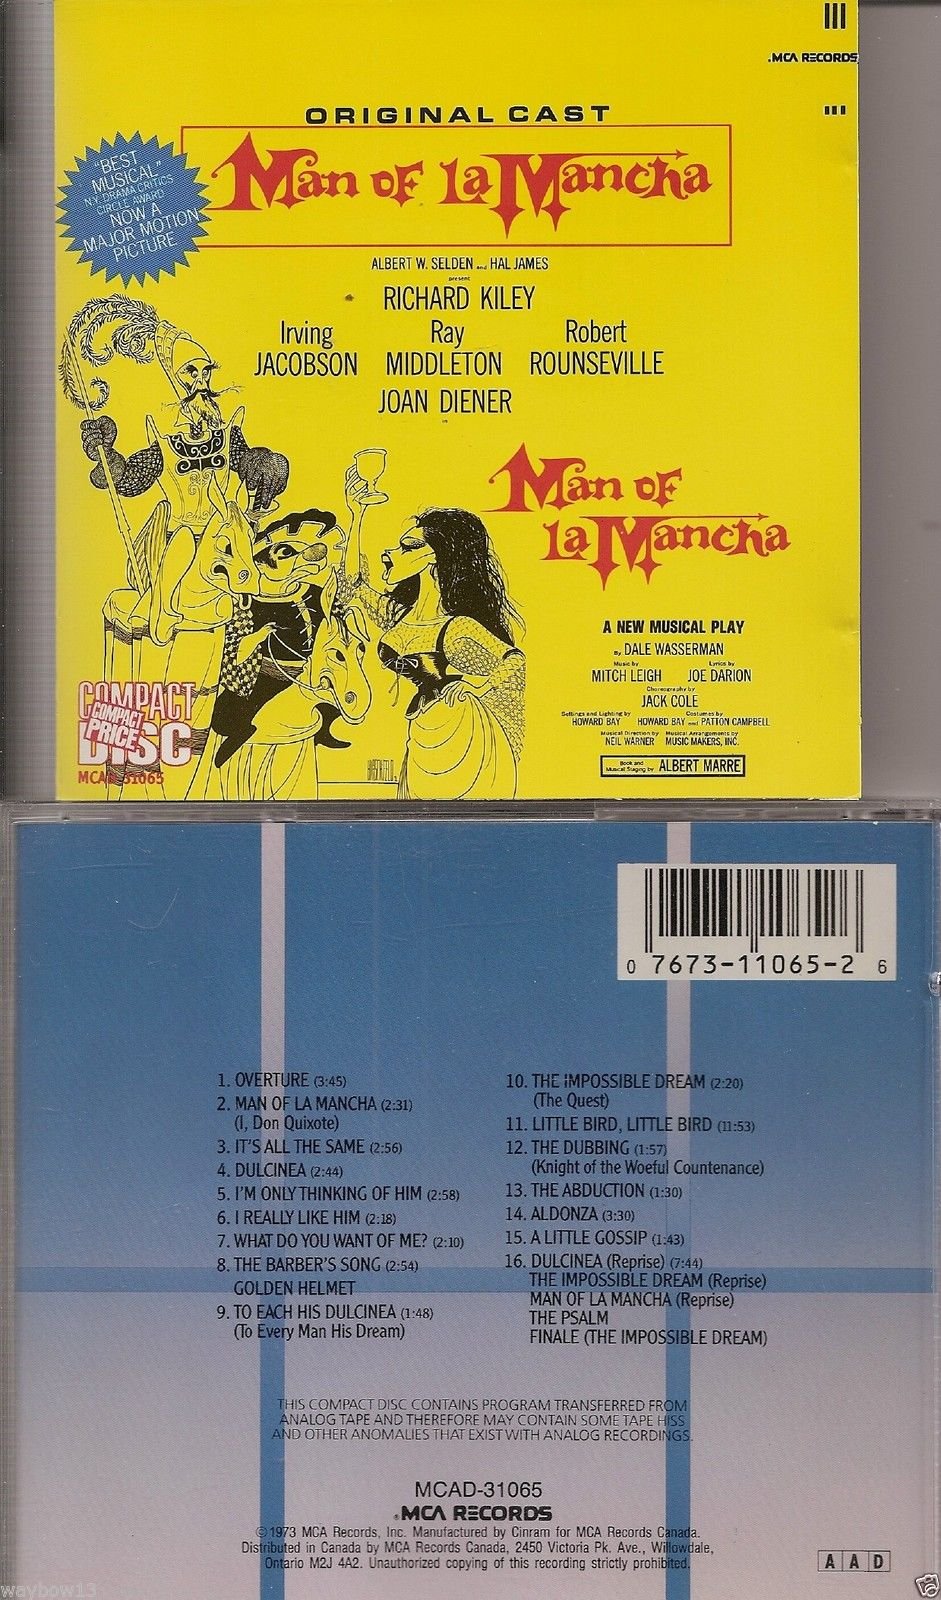 MCA RECORDS
ORIGINAL CAST
Man of la Mancha
"BEST
MUSICAL"
N.Y. DRAMA CRITICS
CIRCLE AWARD
NOW A
MAJOR MOTION
PICTURE
ALBERT W. SELDEN and HAL JAMES
present
RICHARD KILEY
Irving Ray Robert
JACOBSON MIDDLETON ROUNSEVILLE
JOAN DIENER
in
Man of
la Mancha
A NEW MUSICAL PLAY
By DALE WASSERMAN
Music by Lyrics by
MITCH LEIGH JOE DARION
Choreography by
JACK COLE
Settings and Lighting by Costumes by
HOWARD BAY HOWARD BAY and PATTON CAMPBELL
Musical Direction by Musical Arrangements by
NEIL WARNER MUSIC MAKERS, INC.
Book and
Musical Staging by ALBERT MARRE
COMPACT
COMPACT
PRICE
DISC
MCAD-31065
0 7673-11065-2 6
1. OVERTURE (3:45)
2. MAN OF LA MANCHA (2:31)
(I, Don Quixote)
3. IT'S ALL THE SAME (2:56)
4. DULCINEA (2:44)
5. I'M ONLY THINKING OF HIM (2:58)
6. I REALLY LIKE HIM (2:18)
7. WHAT DO YOU WANT OF ME? (2:10)
8. THE BARBER'S SONG (2:54)
GOLDEN HELMET
9. TO EACH HIS DULCINEA (1:48)
(To Every Man His Dream)
10. THE IMPOSSIBLE DREAM (2:20)
(The Quest)
11. LITTLE BIRD, LITTLE BIRD (11:53)
12. THE DUBBING (1:57)
(Knight of the Woeful Countenance)
13. THE ABDUCTION (1:30)
14. ALDONZA (3:30)
15. A LITTLE GOSSIP (1:43)
16. DULCINEA (Reprise) (7:44)
THE IMPOSSIBLE DREAM (Reprise)
MAN OF LA MANCHA (Reprise)
THE PSALM
FINALE (THE IMPOSSIBLE DREAM)
THIS COMPACT DISC CONTAINS PROGRAM TRANSFERRED FROM
ANALOG TAPE AND THEREFORE MAY CONTAIN SOME TAPE HISS
AND OTHER ANOMALIES THAT EXIST WITH ANALOG RECORDINGS.
MCAD-31065
MCA RECORDS
©1973 MCA Records, Inc. Manufactured by Cinram for MCA Records Canada.
Distributed in Canada by MCA Records Canada, 2450 Victoria Pk. Ave., Willowdale,
Ontario M2J 4A2. Unauthorized copying of this recording strictly prohibited.
A A D
waybow13